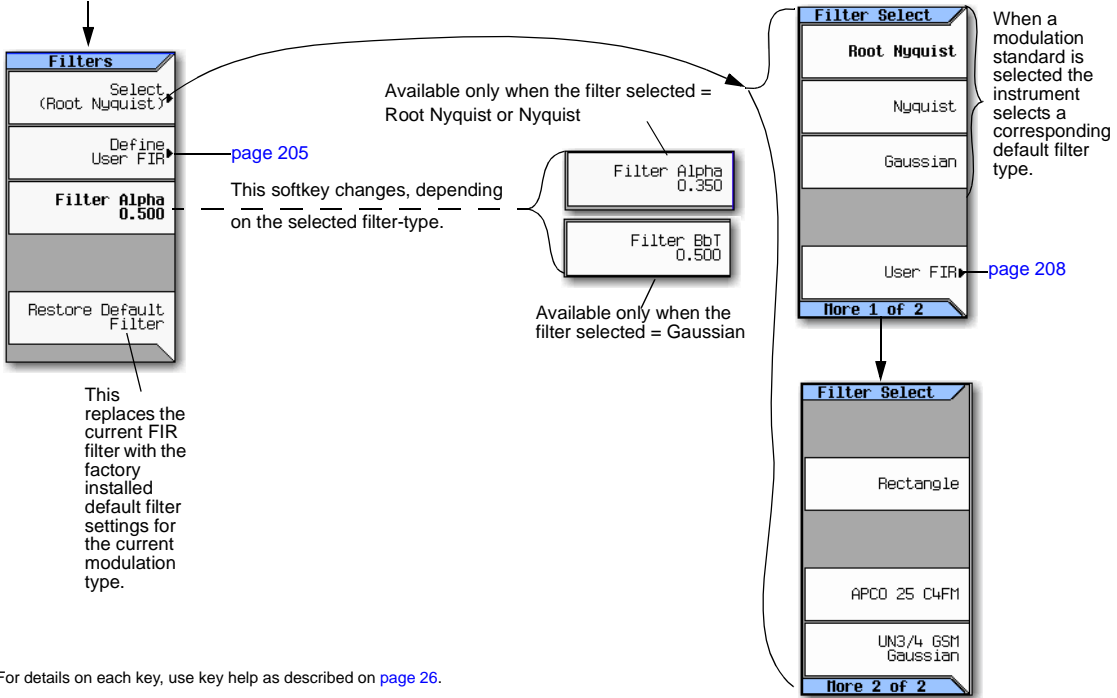 Filters
Select
(Root Nyquist)
Define
User FIR
page 205
Filter Alpha
0.500
Restore Default
Filter
This
replaces the
current FIR
filter with the
factory
installed
default filter
settings for
the current
modulation
type.
This softkey changes, depending
on the selected filter-type.
Available only when the filter selected =
Root Nyquist or Nyquist
Filter Alpha
0.350
Filter BbT
0.500
Available only when the
filter selected = Gaussian
Filter Select
Root Nyquist
Nyquist
Gaussian
User FIR
page 208
More 1 of 2
When a
modulation
standard is
selected the
instrument
selects a
corresponding
default filter
type.
Filter Select
Rectangle
APCO 25 C4FM
UN3/4 GSM
Gaussian
More 2 of 2
For details on each key, use key help as described on page 26.